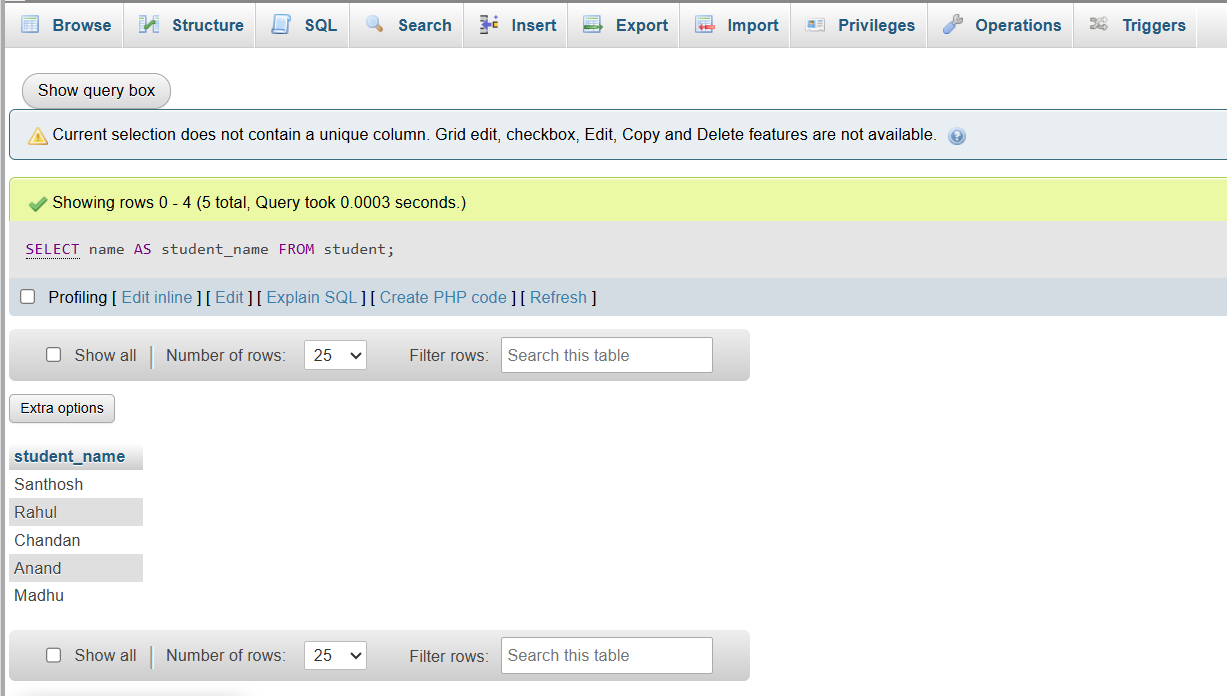 Browse Structure SQL Search Insert Export Import Privileges Operations Triggers
Show query box
Current selection does not contain a unique column. Grid edit, checkbox, Edit, Copy and Delete features are not available.
Showing rows 0 - 4 (5 total, Query took 0.0003 seconds.)
SELECT name AS student_name FROM student;
Profiling [ Edit inline ] [ Edit ] [ Explain SQL ] [ Create PHP code ] [ Refresh ]
Show all | Number of rows: 25 Filter rows: Search this table
Extra options
student_name
Santhosh
Rahul
Chandan
Anand
Madhu
Show all | Number of rows: 25 Filter rows: Search this table